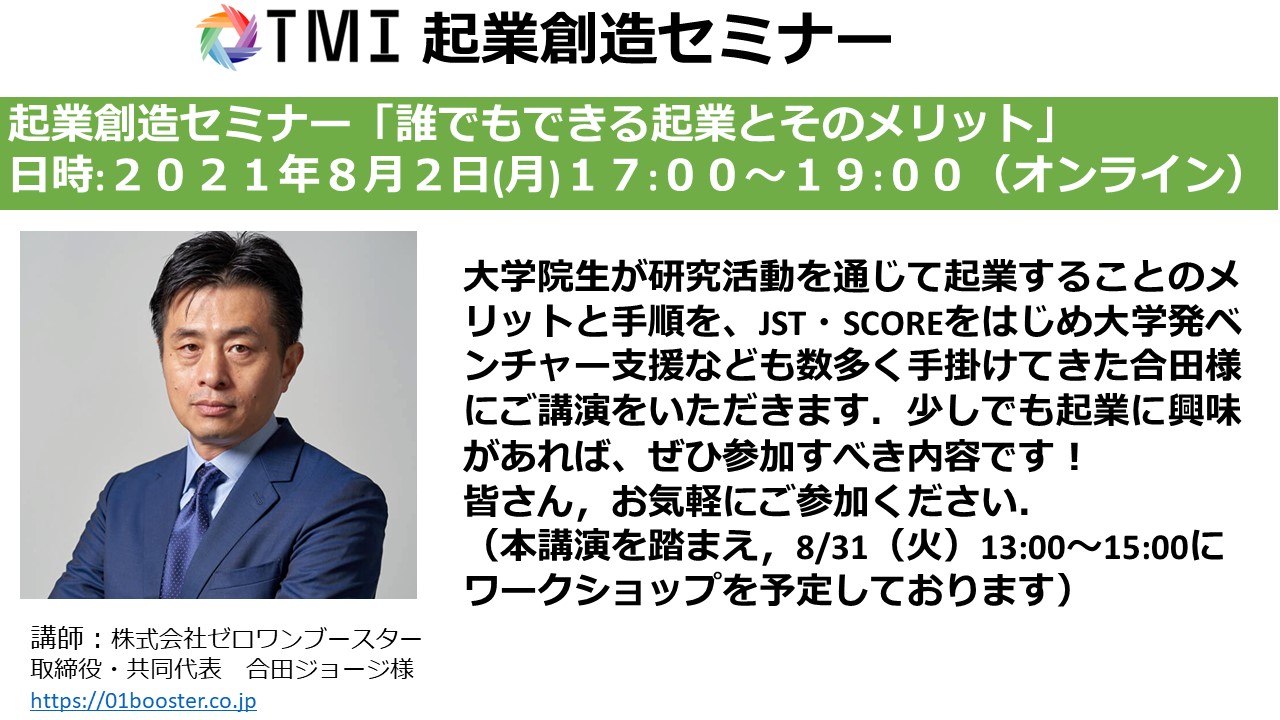 TMI 起業創造セミナー
起業創造セミナー「誰でもできる起業とそのメリット」
日時:２０２１年８月２日(月)１７:００～１９:００（オンライン）
大学院生が研究活動を通じて起業することのメ
リットと手順を、JST・SCOREをはじめ大学発ベ
ンチャー支援なども数多く手掛けてきた合田様
にご講演をいただきます．少しでも起業に興味
があれば、ぜひ参加すべき内容です！
皆さん，お気軽にご参加ください．
（本講演を踏まえ，8/31（火）13:00～15:00に
ワークショップを予定しております）
講師：株式会社ゼロワンブースター
取締役・共同代表　合田ジョージ様
https://01booster.co.jp